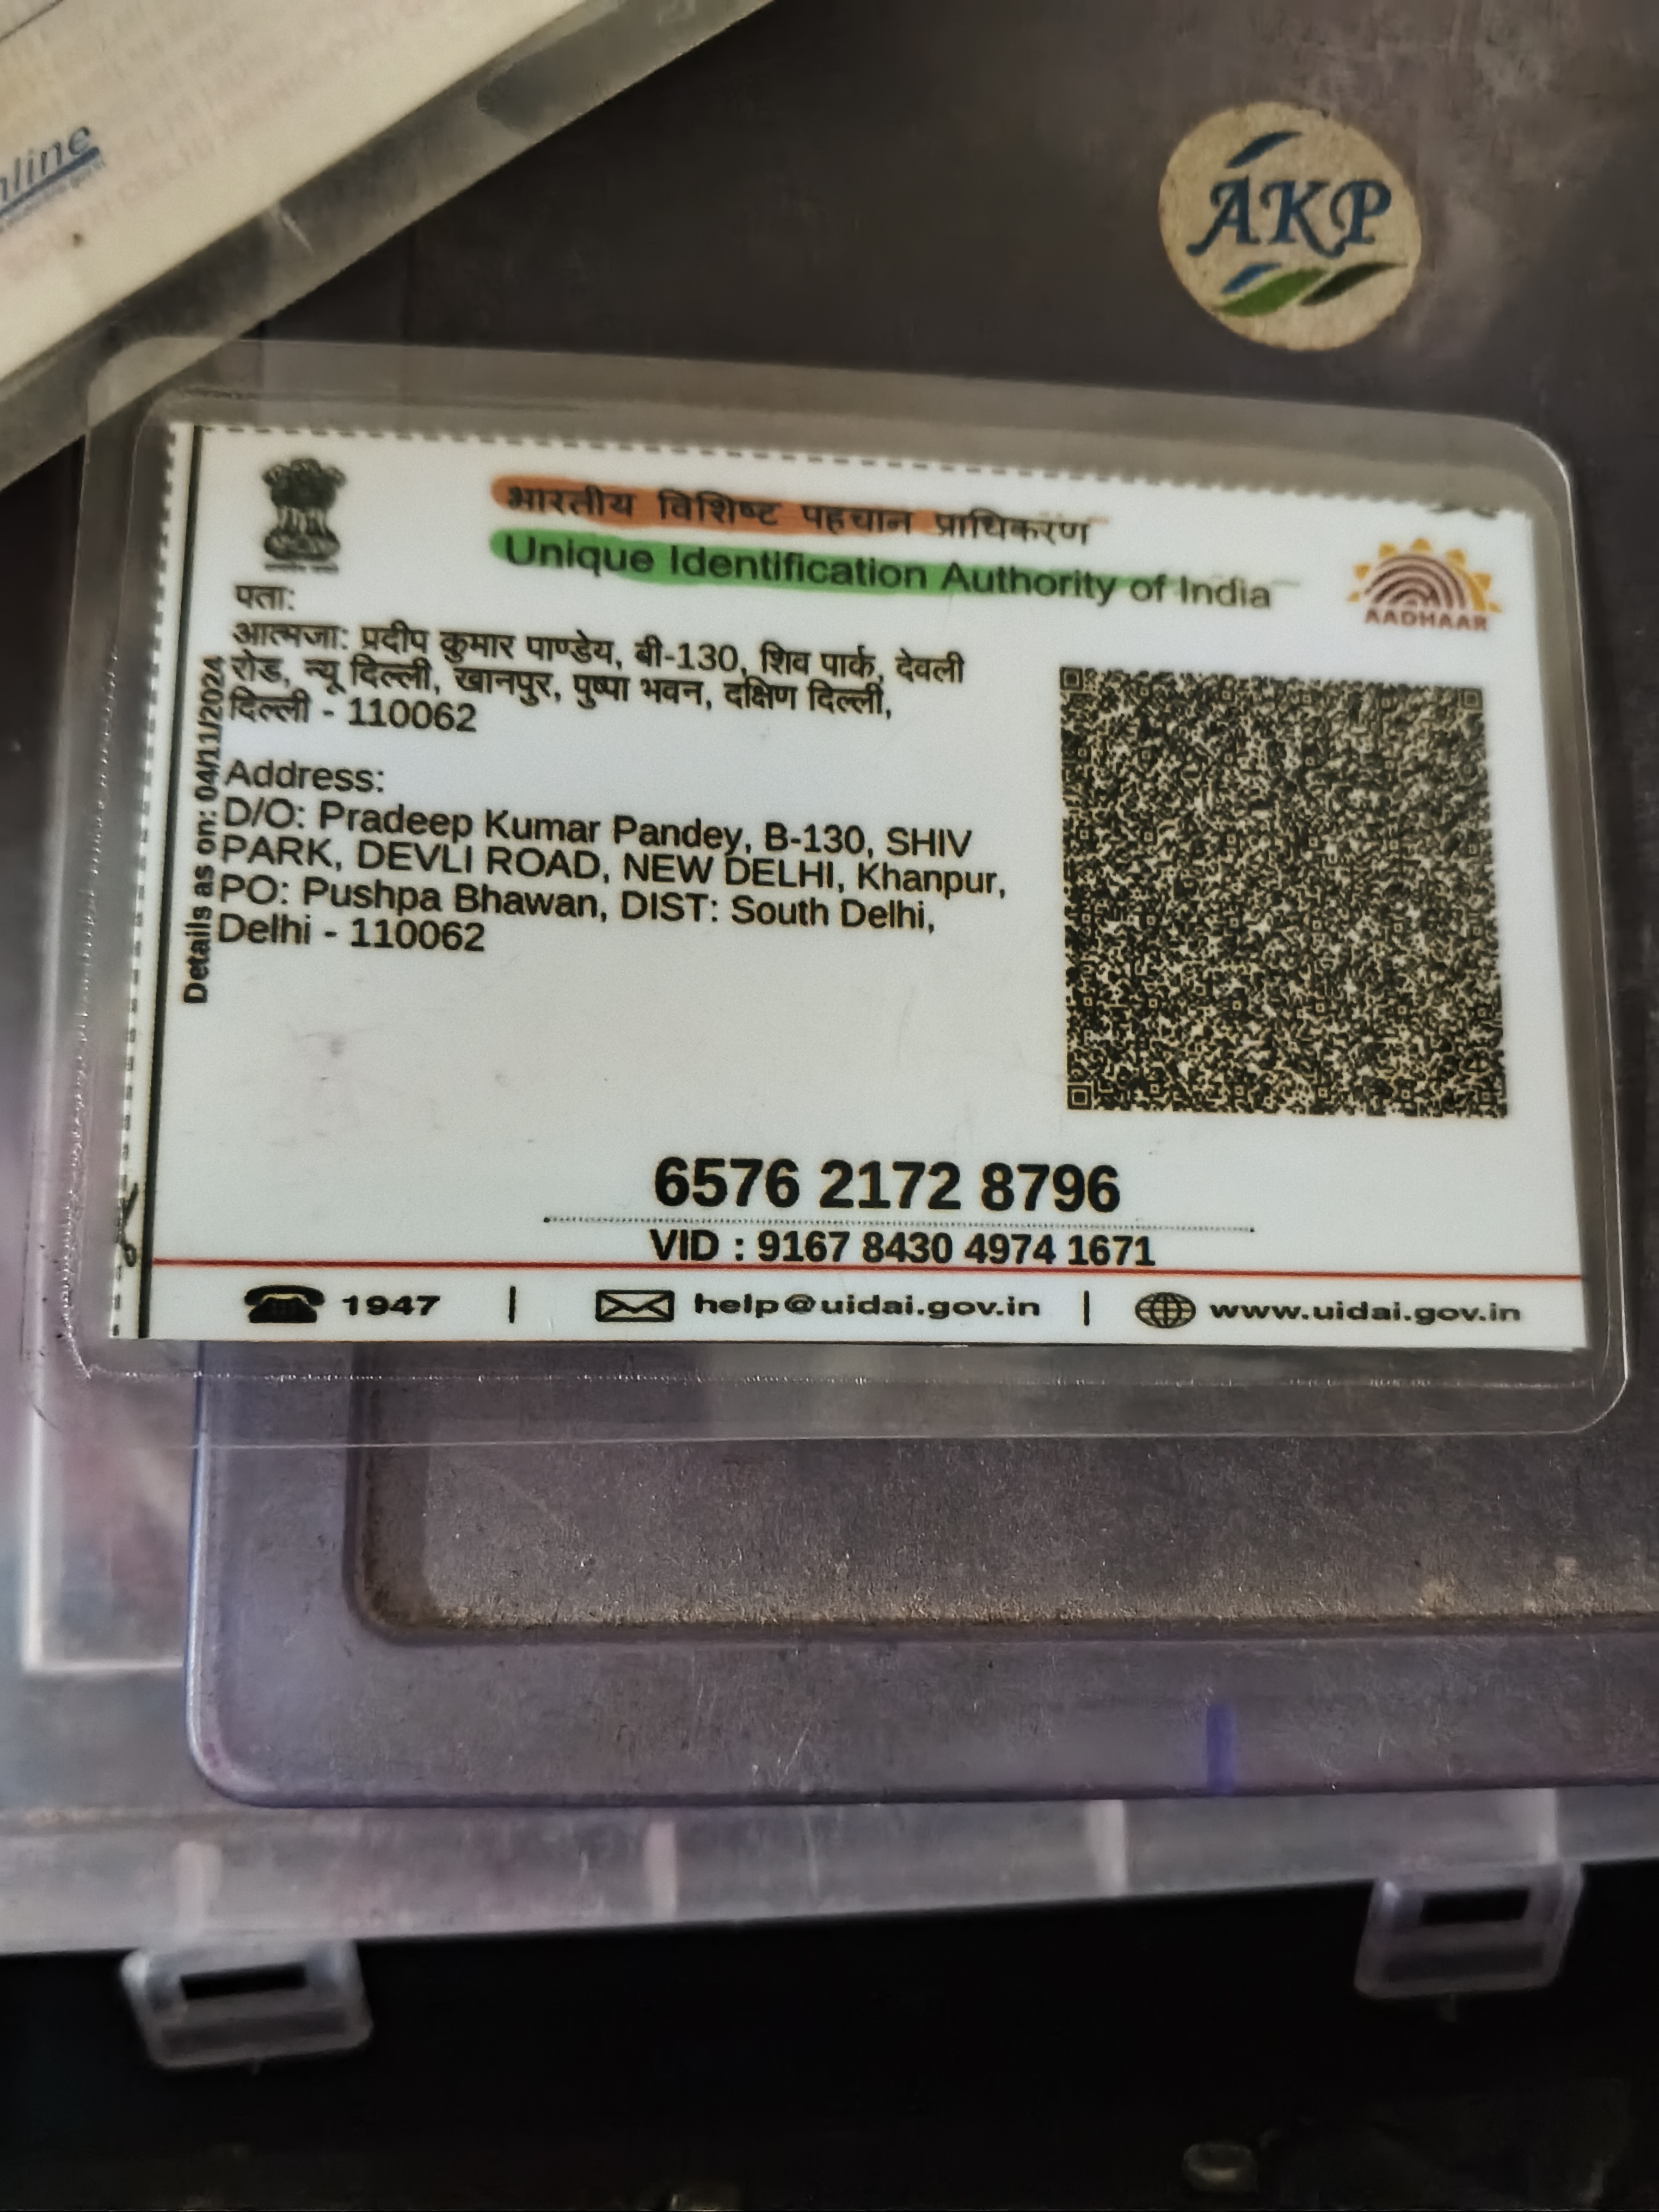 nline
AKP
भारतीय विशिष्ट पहचान प्राधिकरण
Unique Identification Authority of India
AADHAAR
पता:
आत्मजा: प्रदीप कुमार पाण्डेय, बी-130, शिव पार्क, देवली
रोड, न्यू दिल्ली, खानपुर, पुष्पा भवन, दक्षिण दिल्ली,
दिल्ली - 110062
Address:
D/O: Pradeep Kumar Pandey, B-130, SHIV
PARK, DEVLI ROAD, NEW DELHI, Khanpur,
PO: Pushpa Bhawan, DIST: South Delhi,
Delhi - 110062
Details as on: 04/11/2024
6576 2172 8796
VID : 9167 8430 4974 1671
1947 | help@uidai.gov.in | www.uidai.gov.in